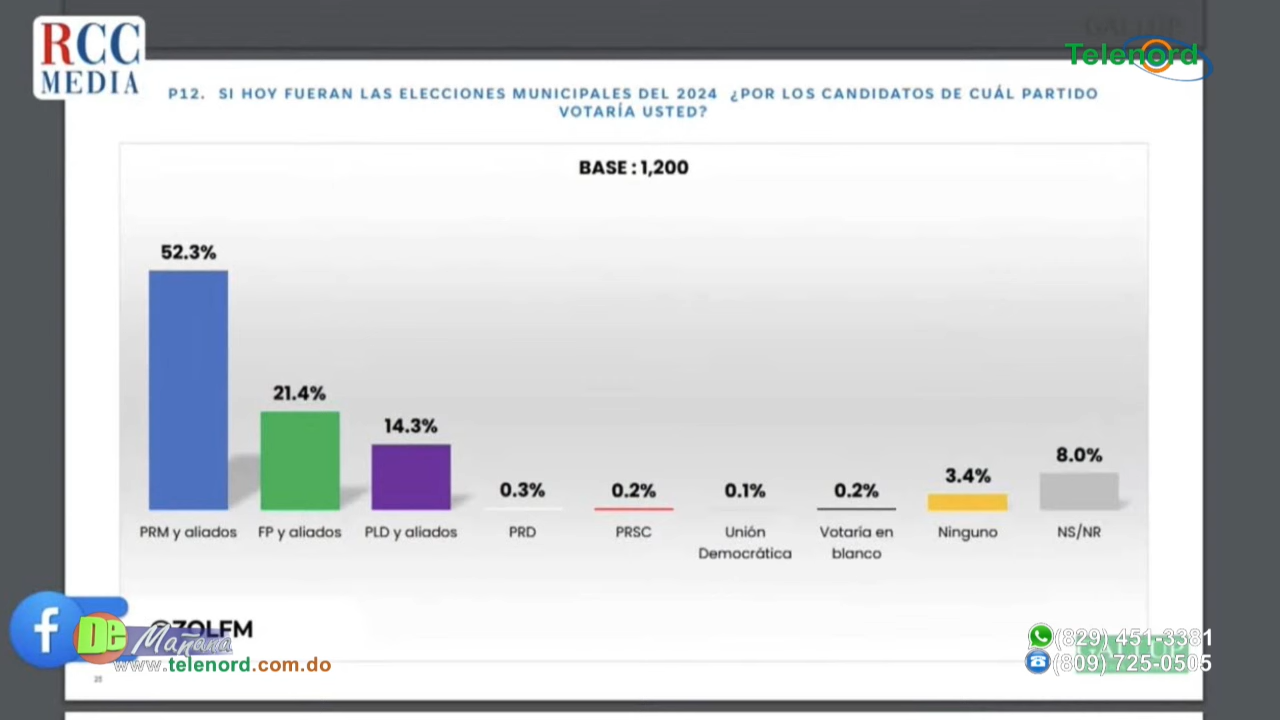 RCC
MEDIA
Telenord
P12. SI HOY FUERAN LAS ELECCIONES MUNICIPALES DEL 2024 ¿POR LOS CANDIDATOS DE CUÁL PARTIDO
VOTARÍA USTED?
BASE : 1,200
52.3%
21.4%
14.3%
0.3%
0.2%
0.1%
0.2%
3.4%
8.0%
PRM y aliados
FP y aliados
PLD y aliados
PRD
PRSC
Unión
Democrática
Votaría en
blanco
Ninguno
NS/NR
f
@ZOLFM
De Mañana
www.telenord.com.do
(829) 451-3381
(809) 725-0505
GALLUP